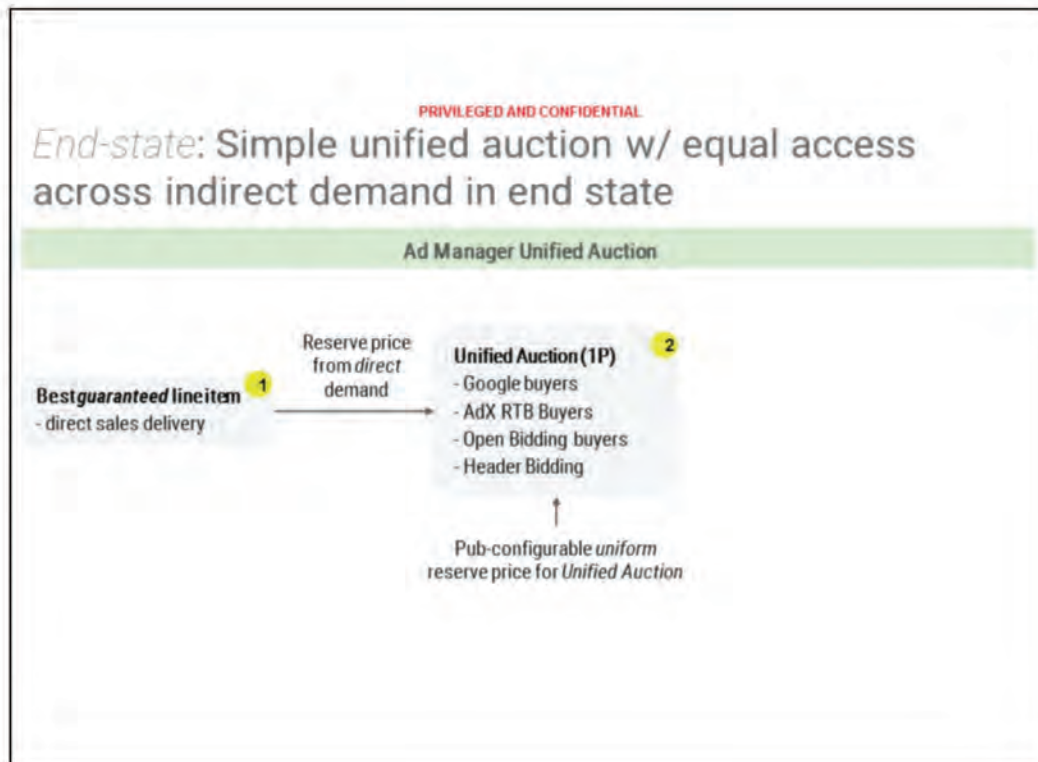 PRIVILEGED AND CONFIDENTIAL
End-state: Simple unified auction w/ equal access
across indirect demand in end state
Ad Manager Unified Auction
Best guaranteed line item
1
- direct sales delivery
Reserve price
from direct
demand
Unified Auction (1P)
2
- Google buyers
- AdX RTB Buyers
- Open Bidding buyers
- Header Bidding
Pub-configurable uniform
reserve price for Unified Auction